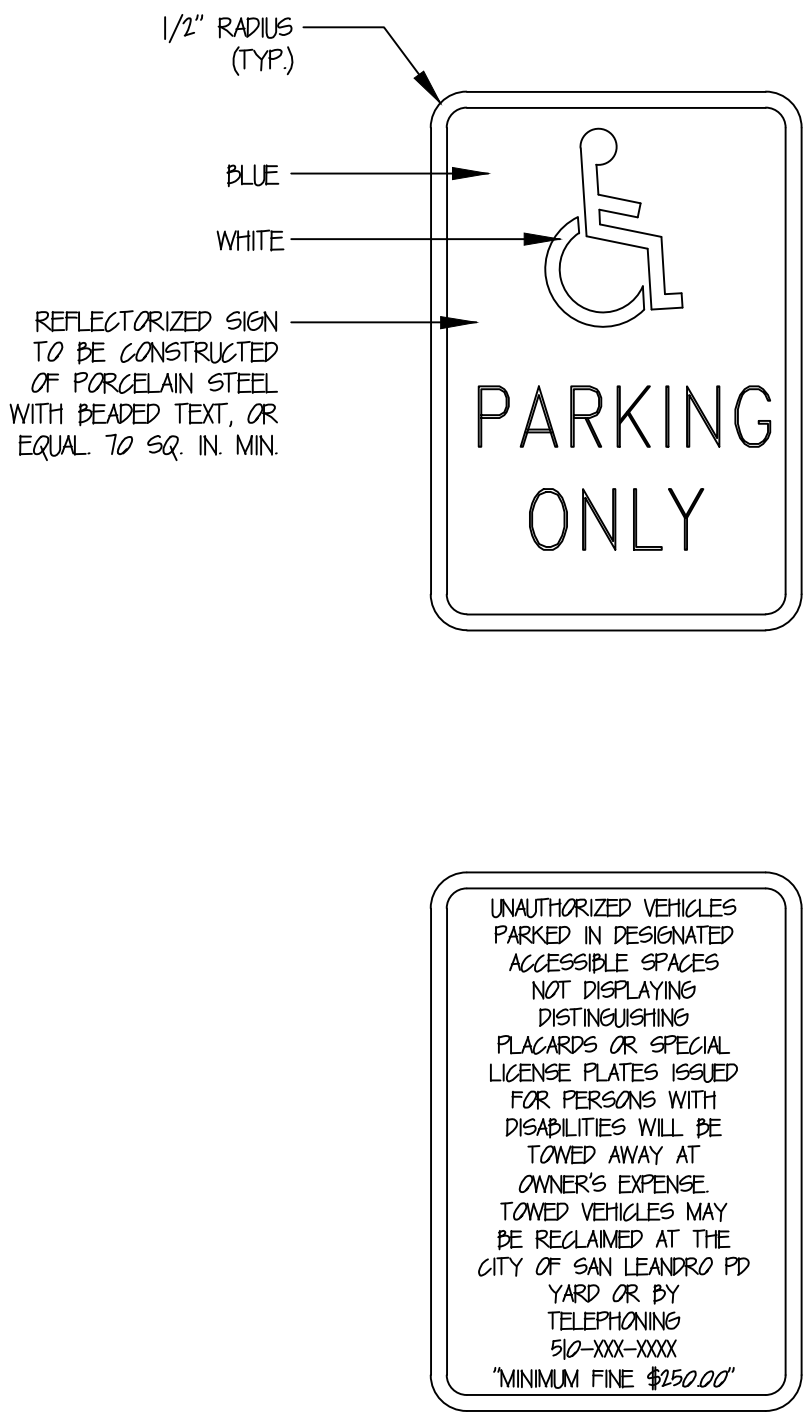 1/2" RADIUS
(TYP.)
BLUE
WHITE
REFLECTORIZED SIGN
TO BE CONSTRUCTED
OF PORCELAIN STEEL
WITH BEADED TEXT, OR
EQUAL. 70 SQ. IN. MIN.
PARKING
ONLY
UNAUTHORIZED VEHICLES
PARKED IN DESIGNATED
ACCESSIBLE SPACES
NOT DISPLAYING
DISTINGUISHING
PLACARDS OR SPECIAL
LICENSE PLATES ISSUED
FOR PERSONS WITH
DISABILITIES WILL BE
TOWED AWAY AT
OWNER'S EXPENSE.
TOWED VEHICLES MAY
BE RECLAIMED AT THE
CITY OF SAN LEANDRO PD
YARD OR BY
TELEPHONING
510-XXX-XXXX
"MINIMUM FINE $250.00"